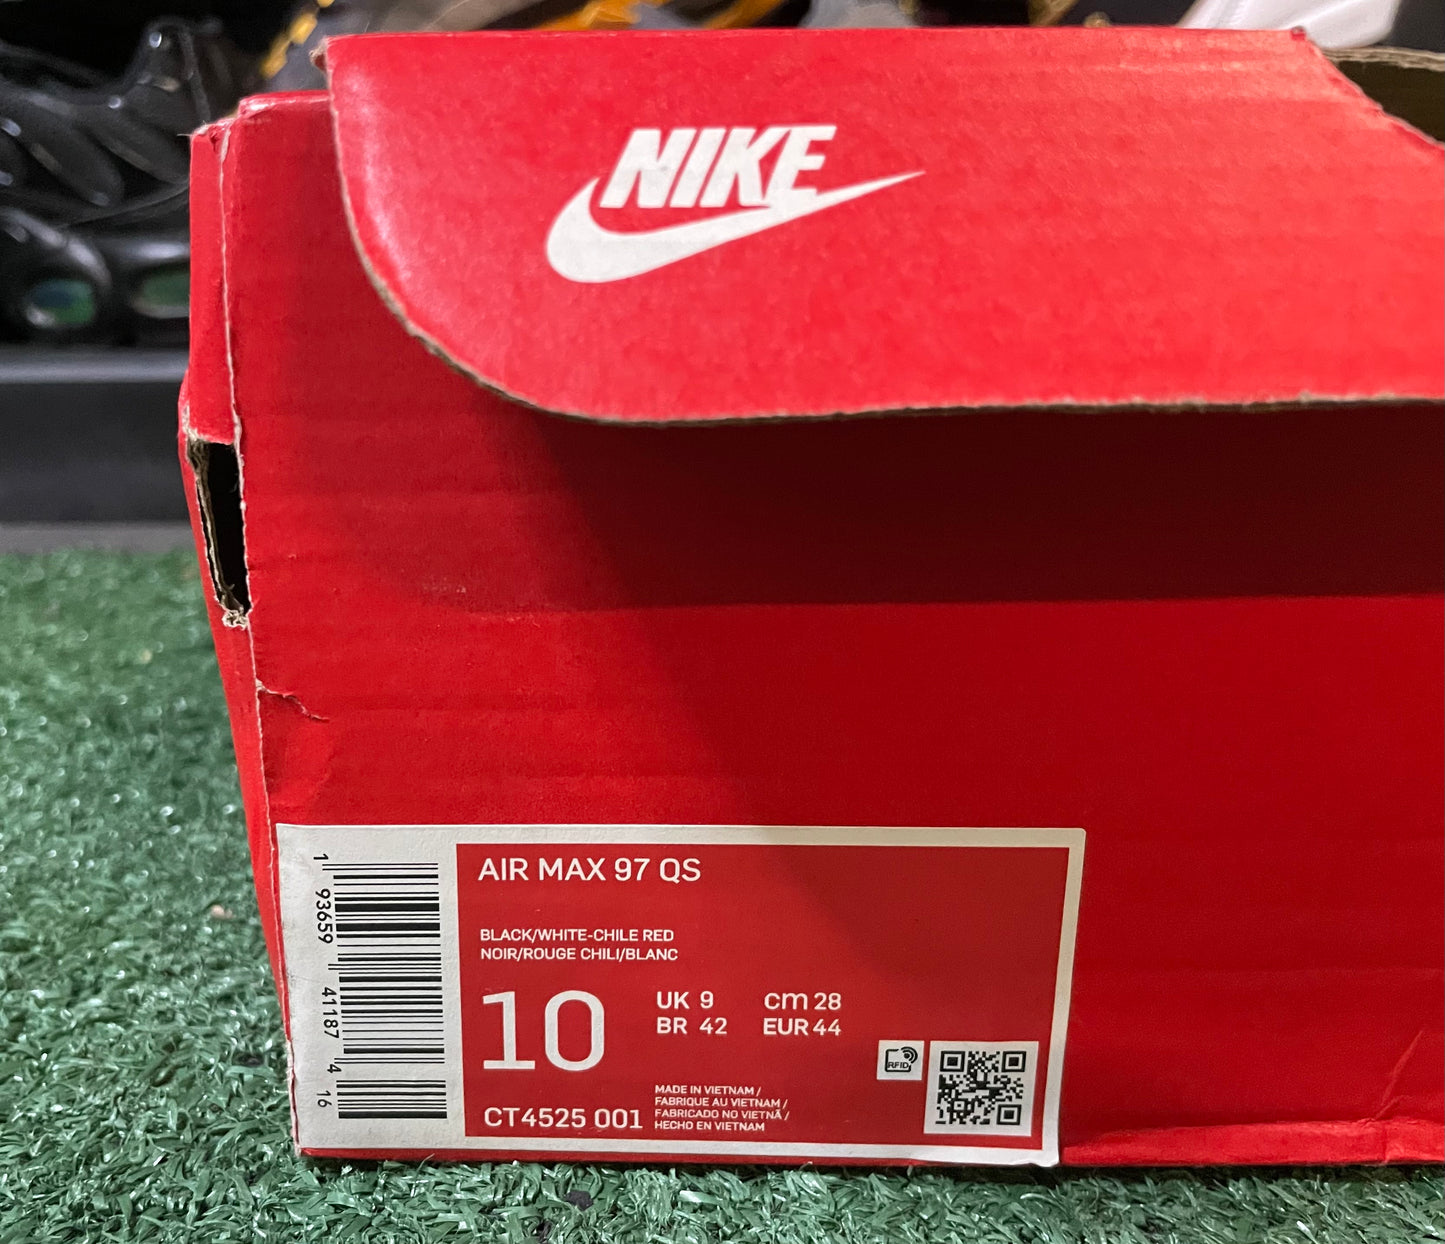 NIKE
AIR MAX 97 QS
BLACK/WHITE-CHILE RED
NOIR/ROUGE CHILI/BLANC
10
UK 9 cm 28
BR 42 EUR 44
RFID
MADE IN VIETNAM /
FABRIQUE AU VIETNAM /
FABRICADO NO VIETNÃ /
HECHO EN VIETNAM
CT4525 001
1 93659 41187 4 16